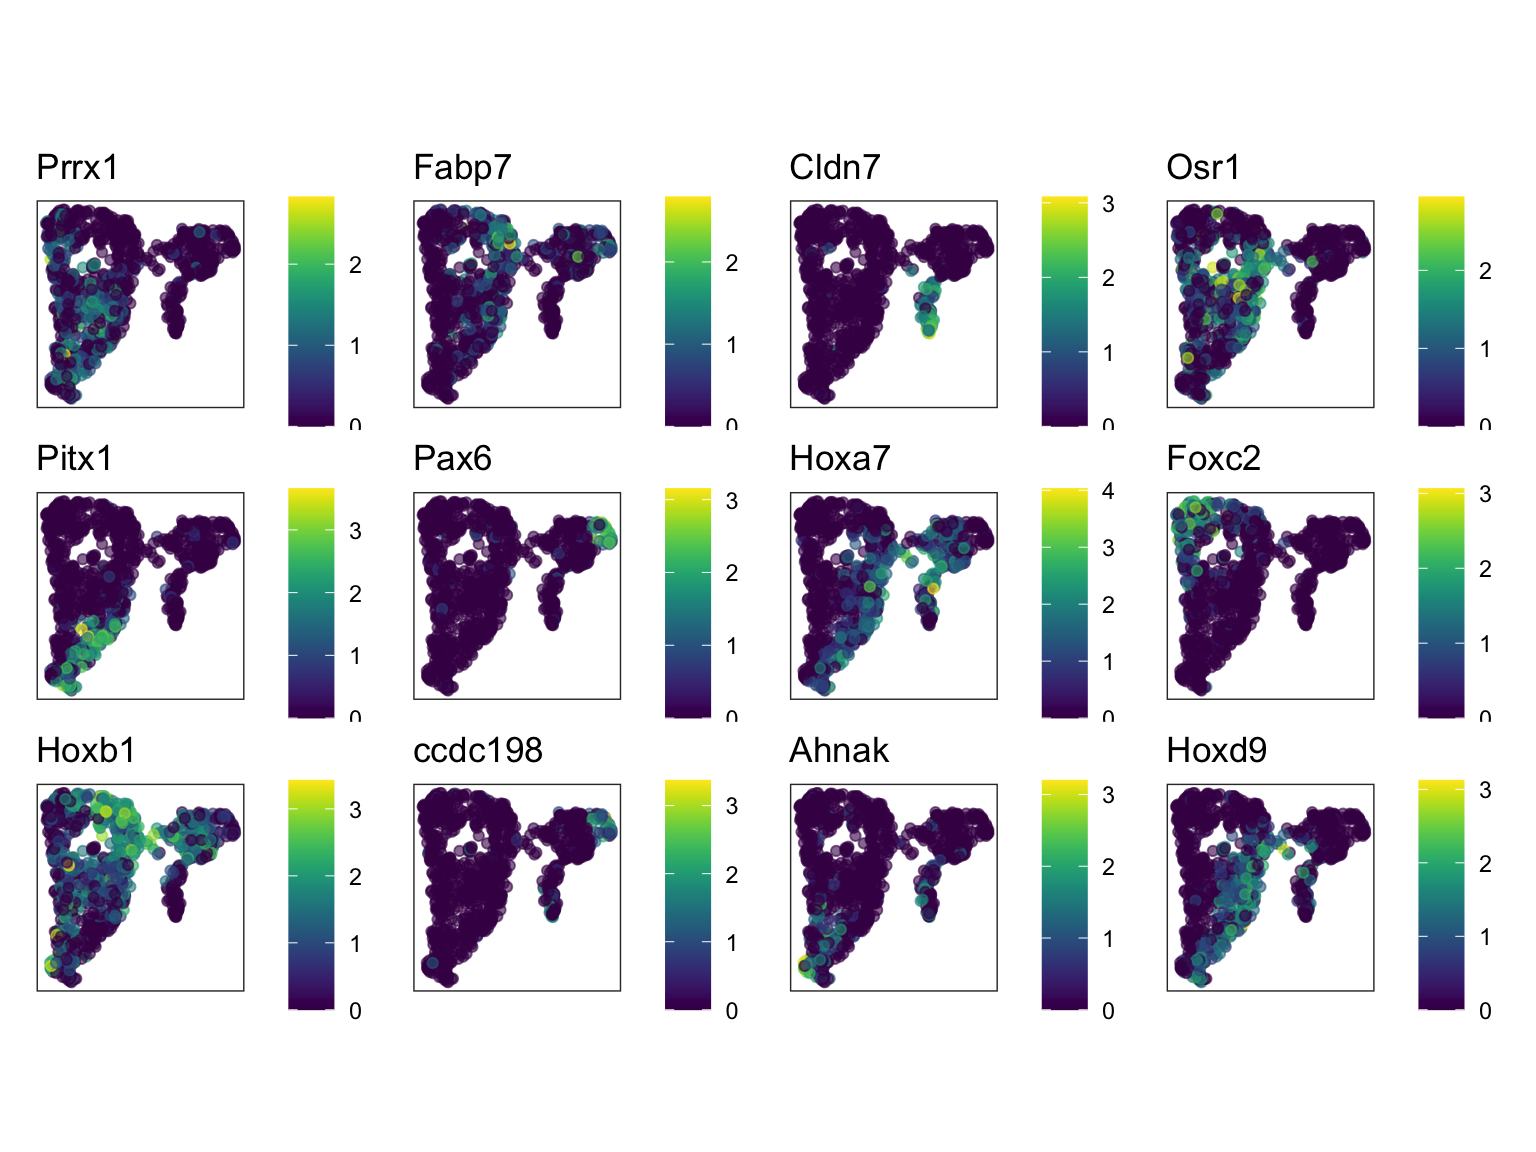 Prrx1 Fabp7 Cldn7 Osr1
2 1 0 2 1 0 3 2 1 0 2 1 0
Pitx1 Pax6 Hoxa7 Foxc2
3 2 1 0 3 2 1 0 4 3 2 1 0 3 2 1 0
Hoxb1 ccdc198 Ahnak Hoxd9
3 2 1 0 3 2 1 0 3 2 1 0 3 2 1 0